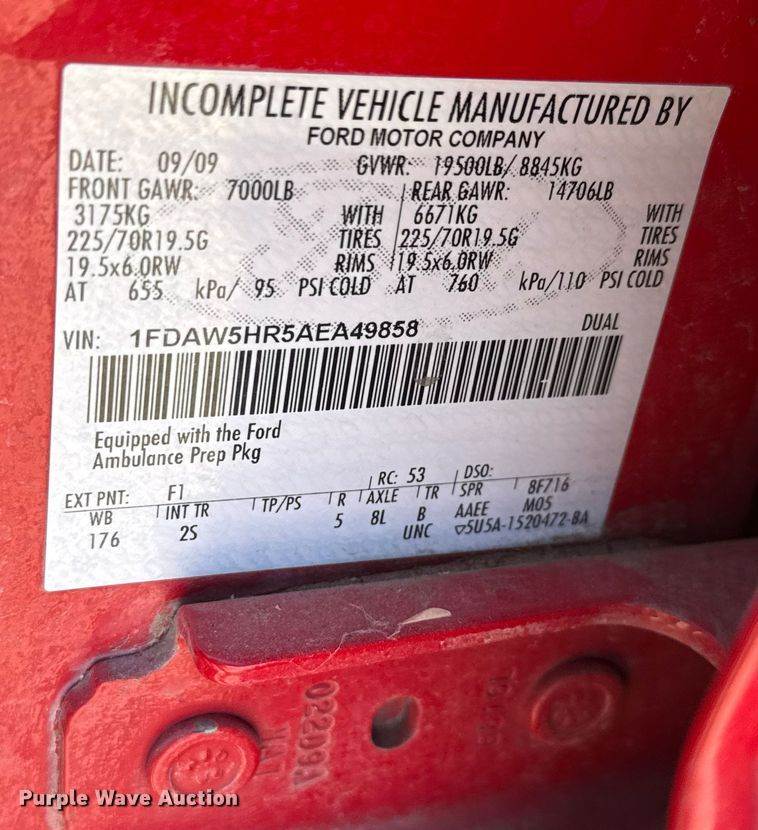 INCOMPLETE VEHICLE MANUFACTURED BY
FORD MOTOR COMPANY
DATE: 09/09 GVWR: 19500LB/ 8845KG
FRONT GAWR: 7000LB REAR GAWR: 14706LB
3175KG WITH 6671KG WITH
225/70R19.5G TIRES 225/70R19.5G TIRES
19.5x6.0RW RIMS 19.5x6.0RW RIMS
AT 655 kPa/ 95 PSI COLD AT 760 kPa/110 PSI COLD
VIN: 1FDAW5HR5AEA49858 DUAL
Equipped with the Ford
Ambulance Prep Pkg
EXT PNT: F1 RC: 53 DSO:
WB INT TR TP/PS R AXLE TR SPR 8F716
176 2S 5 8L B AAEE M05
UNC ▽5U5A-1520472-BA
Purple Wave Auction